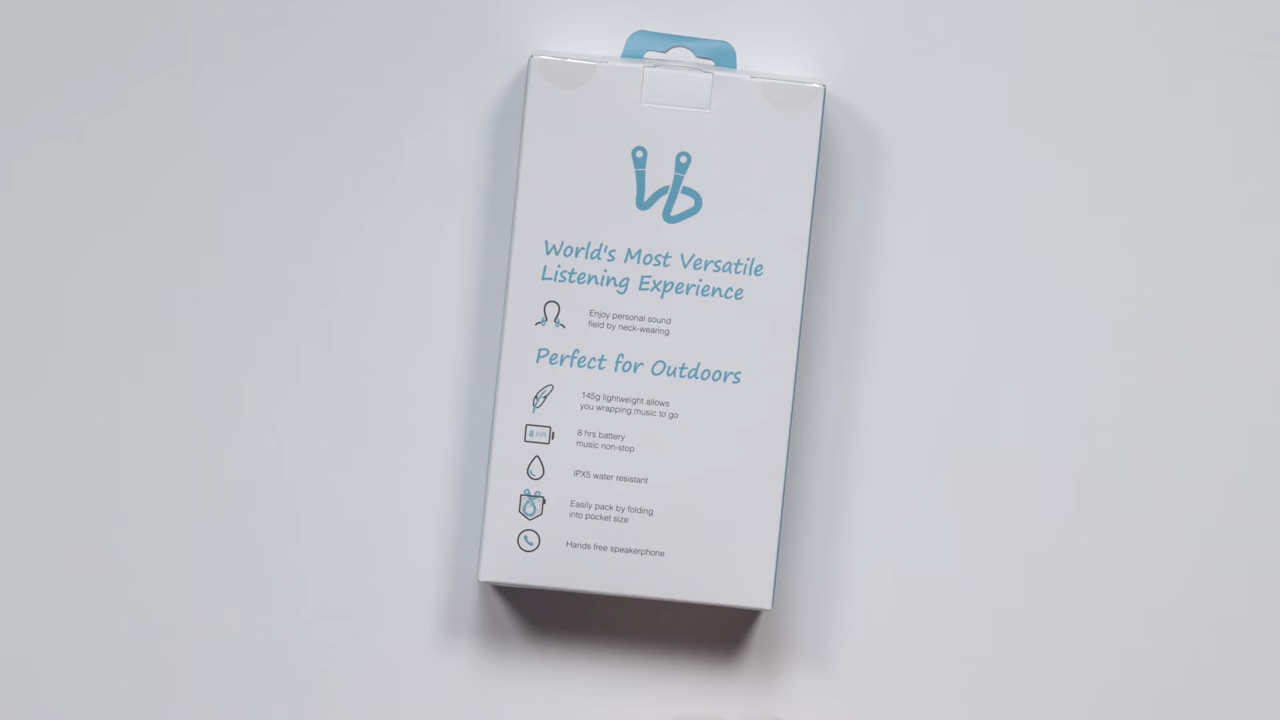 World's Most Versatile
Listening Experience
Enjoy personal sound
field by neck-wearing
Perfect for Outdoors
145g lightweight allows
you wrapping music to go
8 HR
8 hrs battery
music non-stop
IPX5 water resistant
Easily pack by folding
into pocket size
Hands free speakerphone